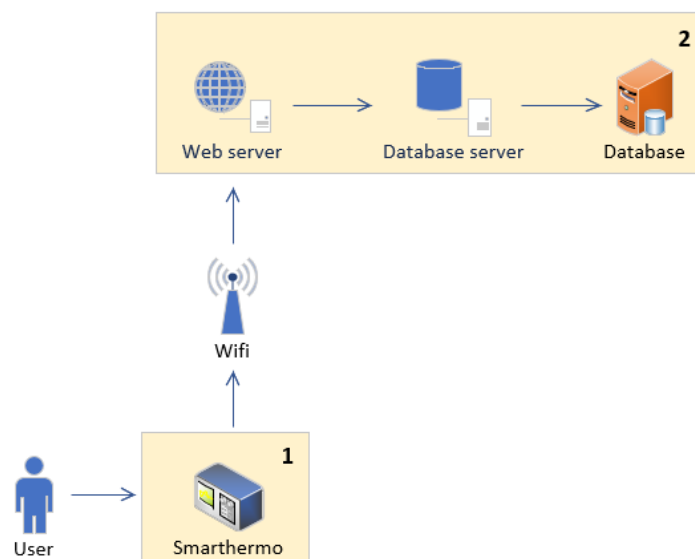 2
Web server
Database server
Database
Wifi
1
User
Smarthermo